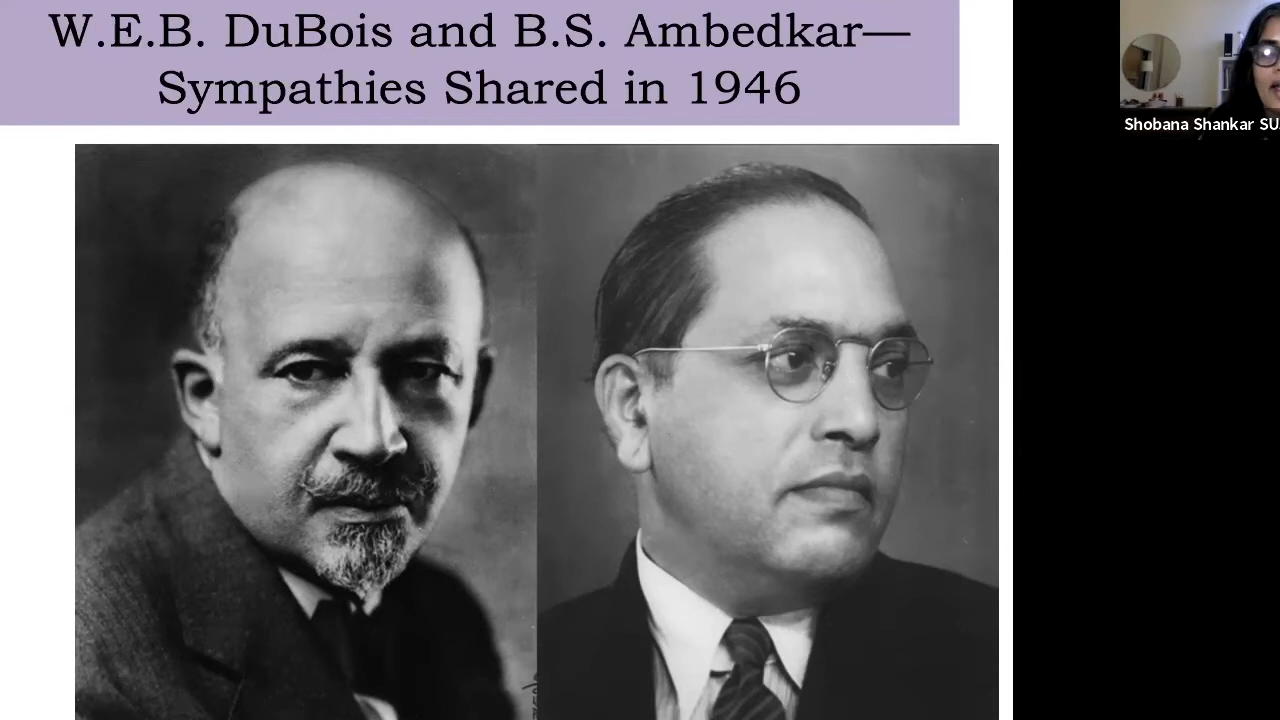 W.E.B. DuBois and B.S. Ambedkar—
Sympathies Shared in 1946
Shobana Shankar SU